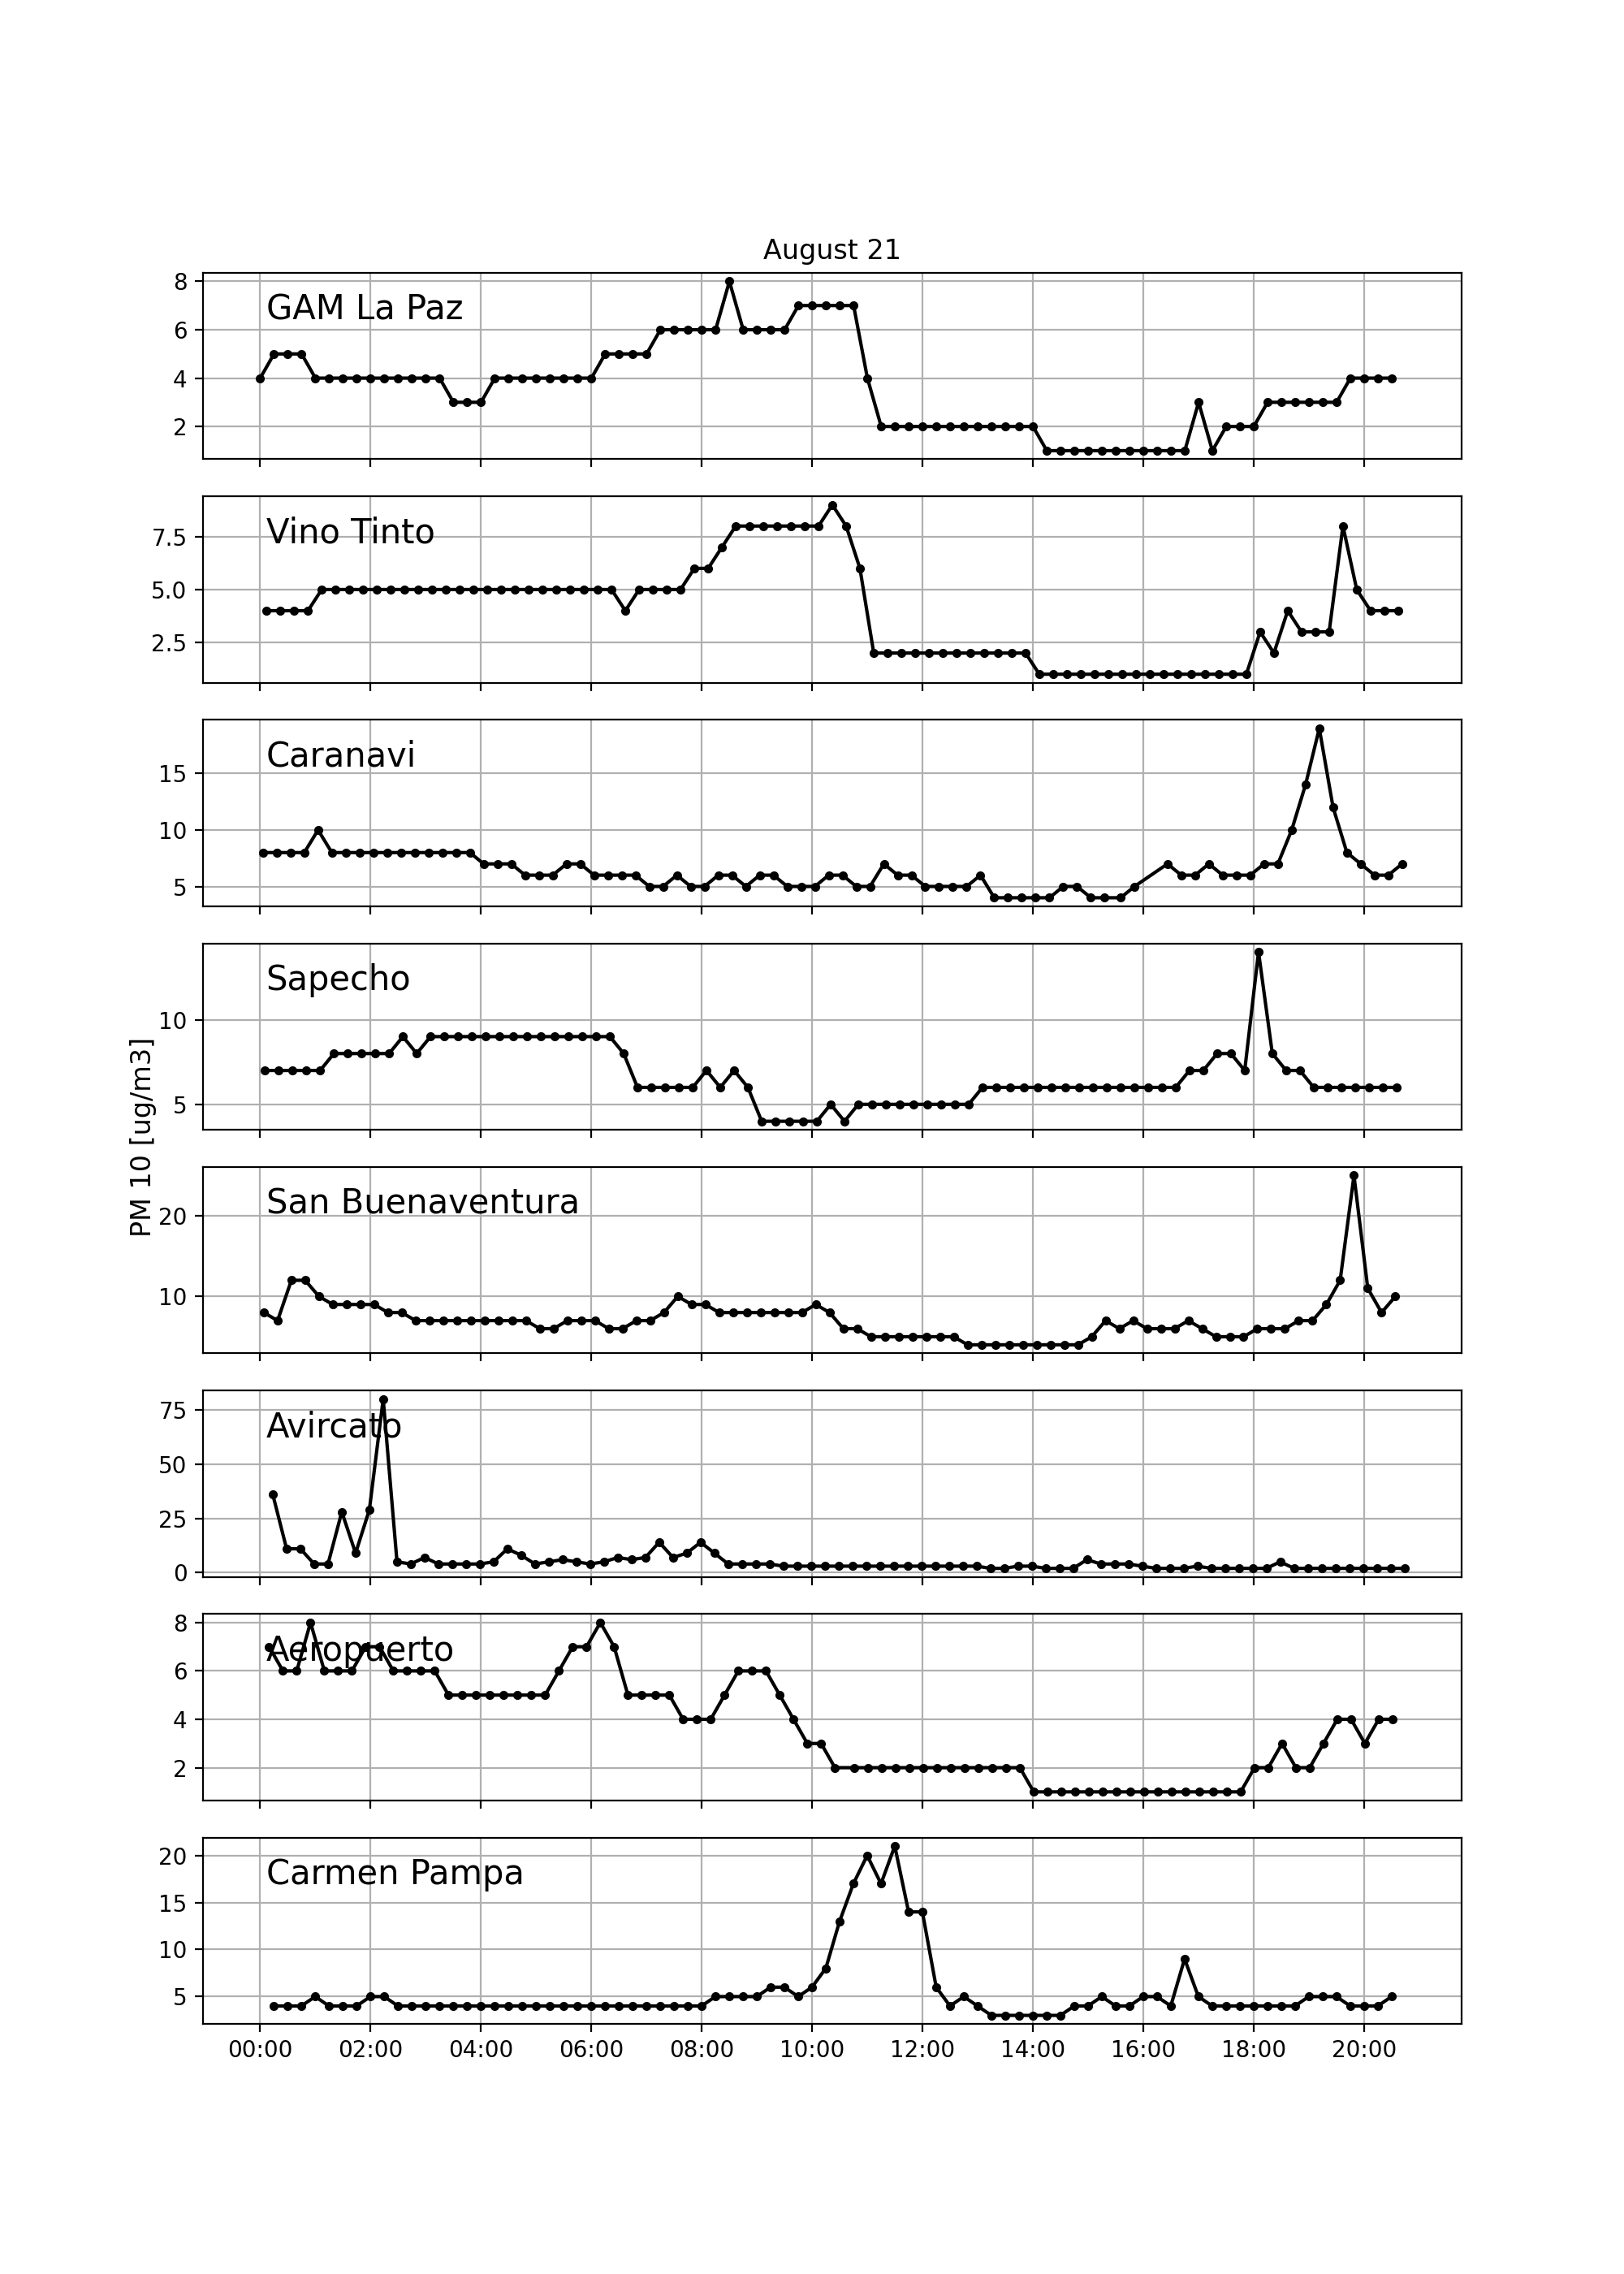 August 21
8
6
4
2
GAM La Paz
7.5
5.0
2.5
Vino Tinto
15
10
5
Caranavi
10
5
Sapecho
PM 10 [ug/m3]
20
10
San Buenaventura
75
50
25
0
Avircato
8
6
4
2
Aeropuerto
20
15
10
5
Carmen Pampa
00:00 02:00 04:00 06:00 08:00 10:00 12:00 14:00 16:00 18:00 20:00